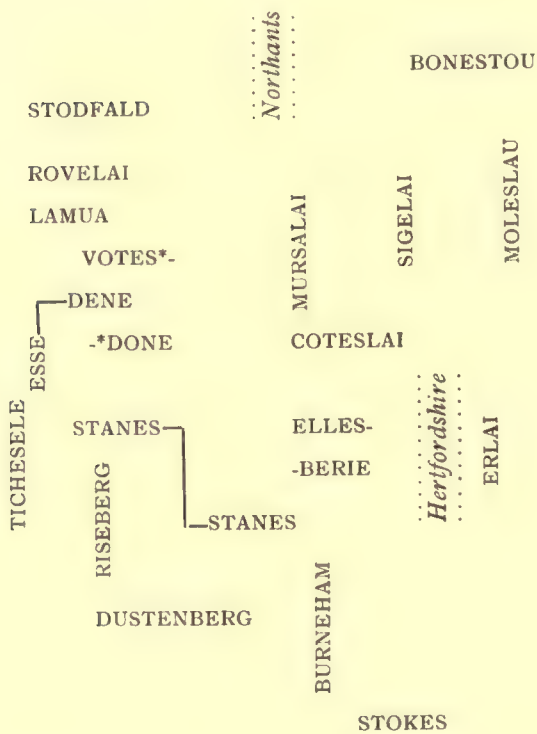 Northants
BONESTOU
STODFALD
ROVELAI
MURSALAI
SIGELAI
MOLESLAU
LAMUA
VOTES*-
DENE
-*DONE
COTESLAI
ESSE
TICHESELE
STANES
ELLES-
-BERIE
Hertfordshire
ERLAI
RISEBERG
STANES
DUSTENBERG
BURNEHAM
STOKES